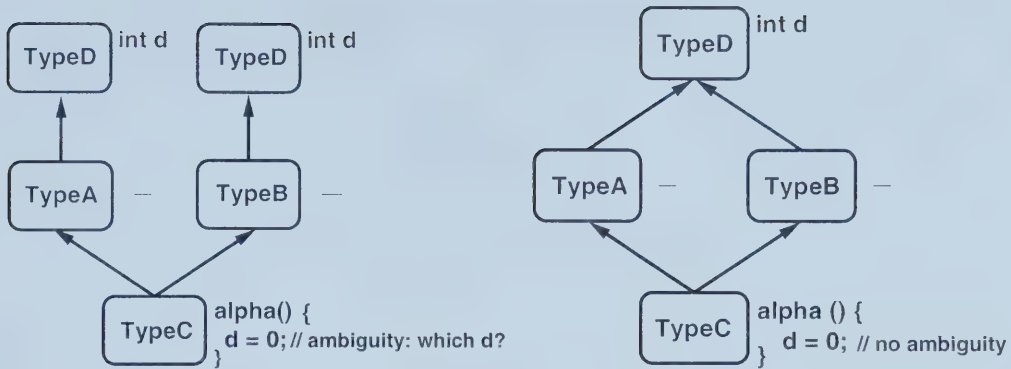 TypeD int d
TypeD int d
TypeA —
TypeB —
TypeC
alpha() {
d = 0; // ambiguity: which d?
}
TypeD int d
TypeA —
TypeB —
TypeC
alpha () {
d = 0; // no ambiguity
}